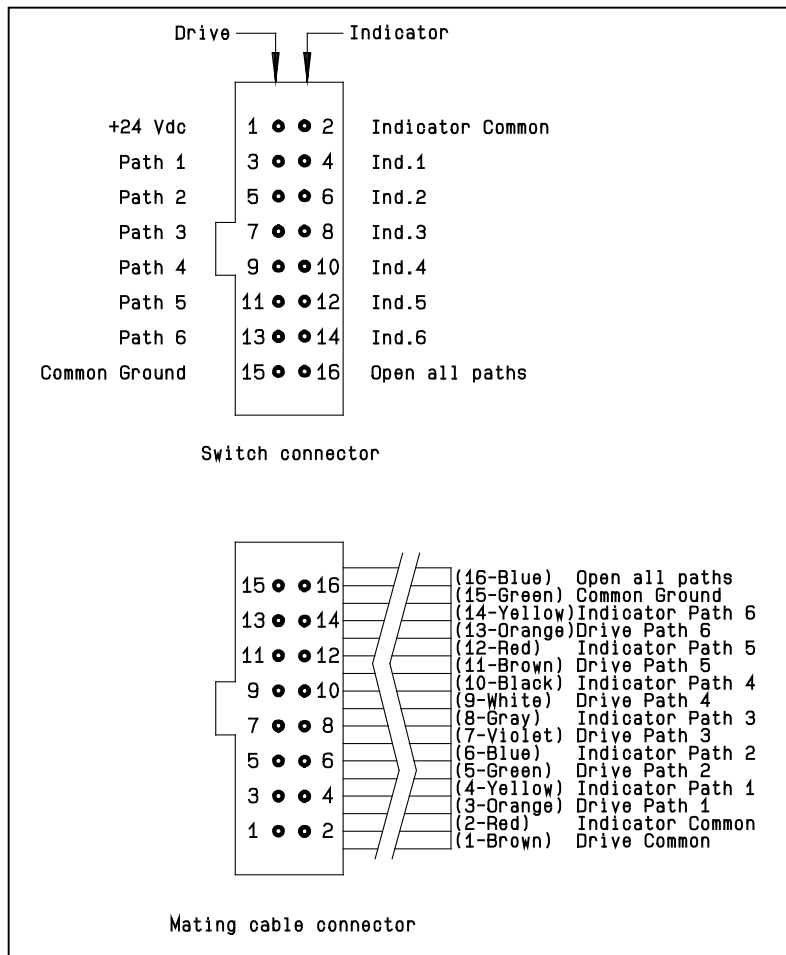 Drive Indicator
+24 Vdc 1 2 Indicator Common
Path 1 3 4 Ind.1
Path 2 5 6 Ind.2
Path 3 7 8 Ind.3
Path 4 9 10 Ind.4
Path 5 11 12 Ind.5
Path 6 13 14 Ind.6
Common Ground 15 16 Open all paths
Switch connector
15 16 (16-Blue) Open all paths
(15-Green) Common Ground
13 14 (14-Yellow) Indicator Path 6
(13-Orange) Drive Path 6
11 12 (12-Red) Indicator Path 5
(11-Brown) Drive Path 5
9 10 (10-Black) Indicator Path 4
(9-White) Drive Path 4
7 8 (8-Gray) Indicator Path 3
(7-Violet) Drive Path 3
5 6 (6-Blue) Indicator Path 2
(5-Green) Drive Path 2
3 4 (4-Yellow) Indicator Path 1
(3-Orange) Drive Path 1
1 2 (2-Red) Indicator Common
(1-Brown) Drive Common
Mating cable connector